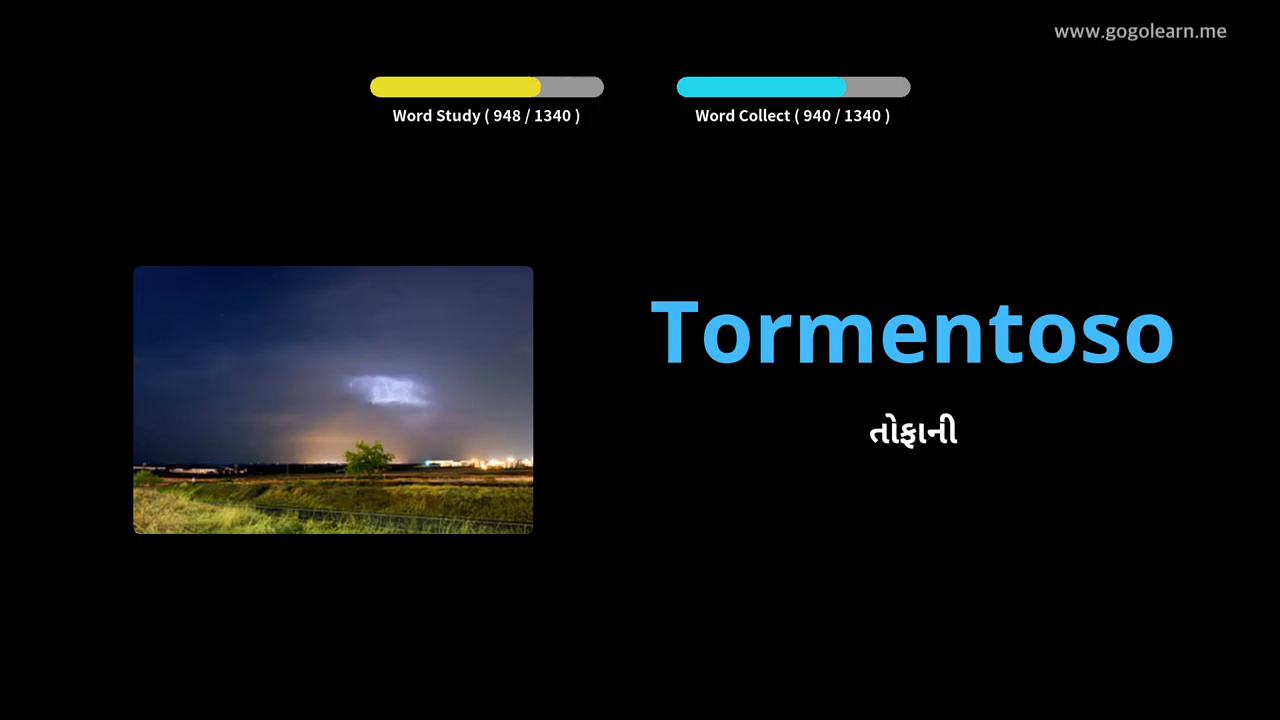 www.gogolearn.me
Word Study ( 948 / 1340 )
Word Collect ( 940 / 1340 )
Tormentoso
તોફાની